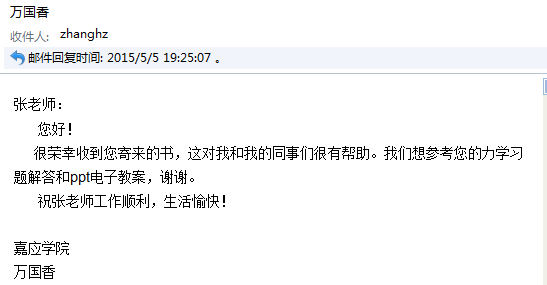 万国香
收件人: zhanghz
邮件回复时间: 2015/5/5 19:25:07 。
张老师：
您好！
很荣幸收到您寄来的书，这对我和我的同事们很有帮助。我们想参考您的力学习
题解答和ppt电子教案，谢谢。
祝张老师工作顺利，生活愉快！
嘉应学院
万国香